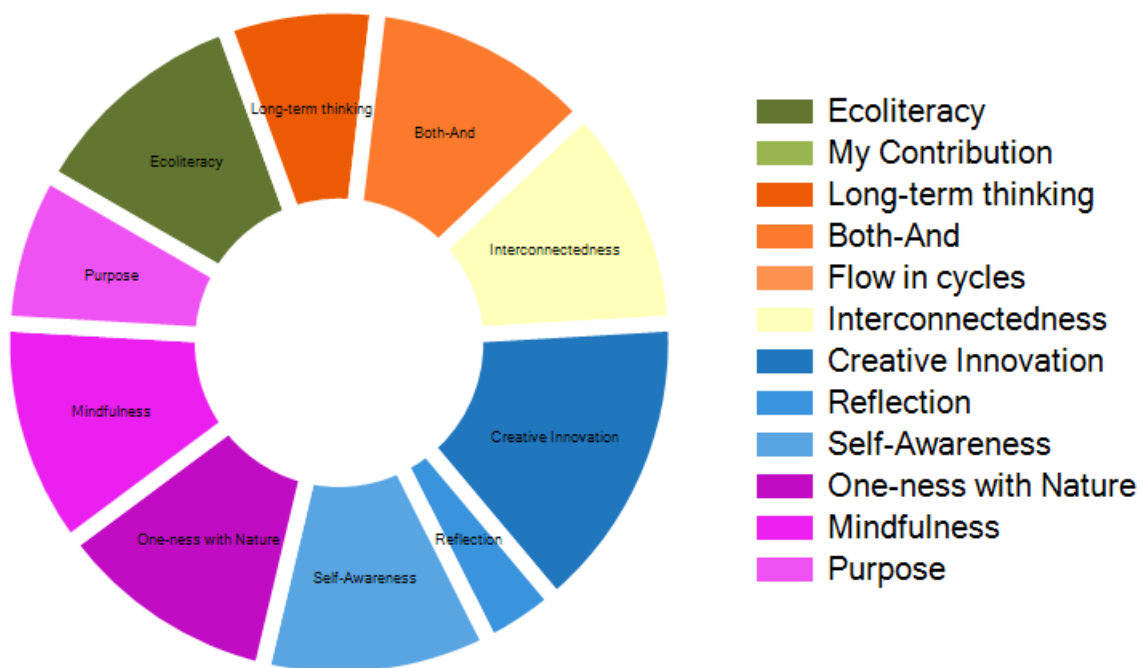 Long-term thinking
Both-And
Ecoliteracy
Interconnectedness
Purpose
Mindfulness
Creative Innovation
One-ness with Nature
Reflection
Self-Awareness
Ecoliteracy
My Contribution
Long-term thinking
Both-And
Flow in cycles
Interconnectedness
Creative Innovation
Reflection
Self-Awareness
One-ness with Nature
Mindfulness
Purpose